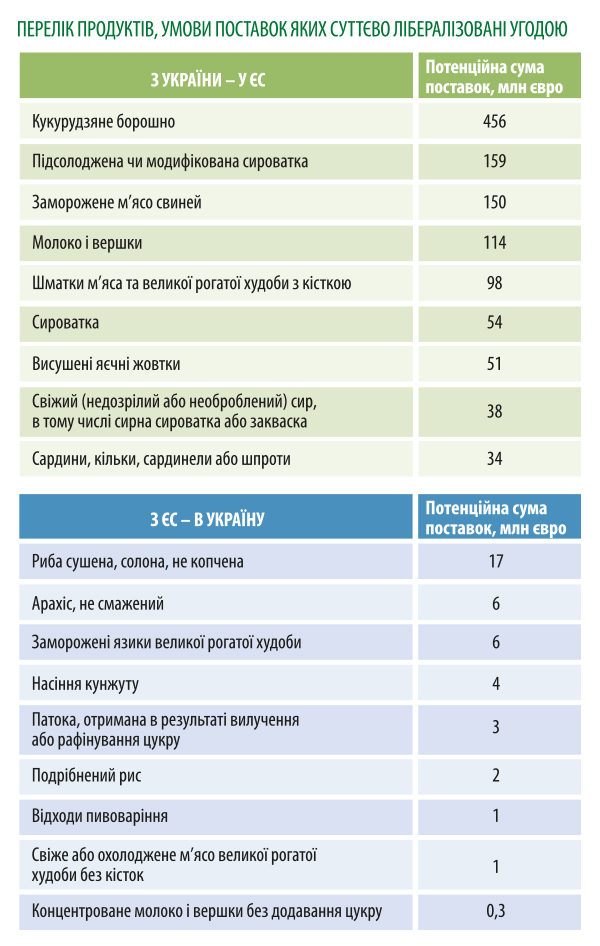 ПЕРЕЛІК ПРОДУКТІВ, УМОВИ ПОСТАВОК ЯКИХ СУТТЄВО ЛІБЕРАЛІЗОВАНІ УГОДОЮ
З УКРАЇНИ – У ЄС
Потенційна сума
поставок, млн євро
Кукурудзяне борошно 456
Підсолоджена чи модифікована сироватка 159
Заморожене м’ясо свиней 150
Молоко і вершки 114
Шматки м’яса та великої рогатої худоби з кісткою 98
Сироватка 54
Висушені яєчні жовтки 51
Свіжий (недозрілий або необроблений) сир,
в тому числі сирна сироватка або закваска 38
Сардини, кільки, сардинели або шпроти 34
З ЄС – В УКРАЇНУ
Потенційна сума
поставок, млн євро
Риба сушена, солона, не копчена 17
Арахіс, не смажений 6
Заморожені язики великої рогатої худоби 6
Насіння кунжуту 4
Патока, отримана в результаті вилучення
або рафінування цукру 3
Подрібнений рис 2
Відходи пивоваріння 1
Свіже або охолоджене м’ясо великої рогатої
худоби без кісток 1
Концентроване молоко і вершки без додавання цукру 0,3